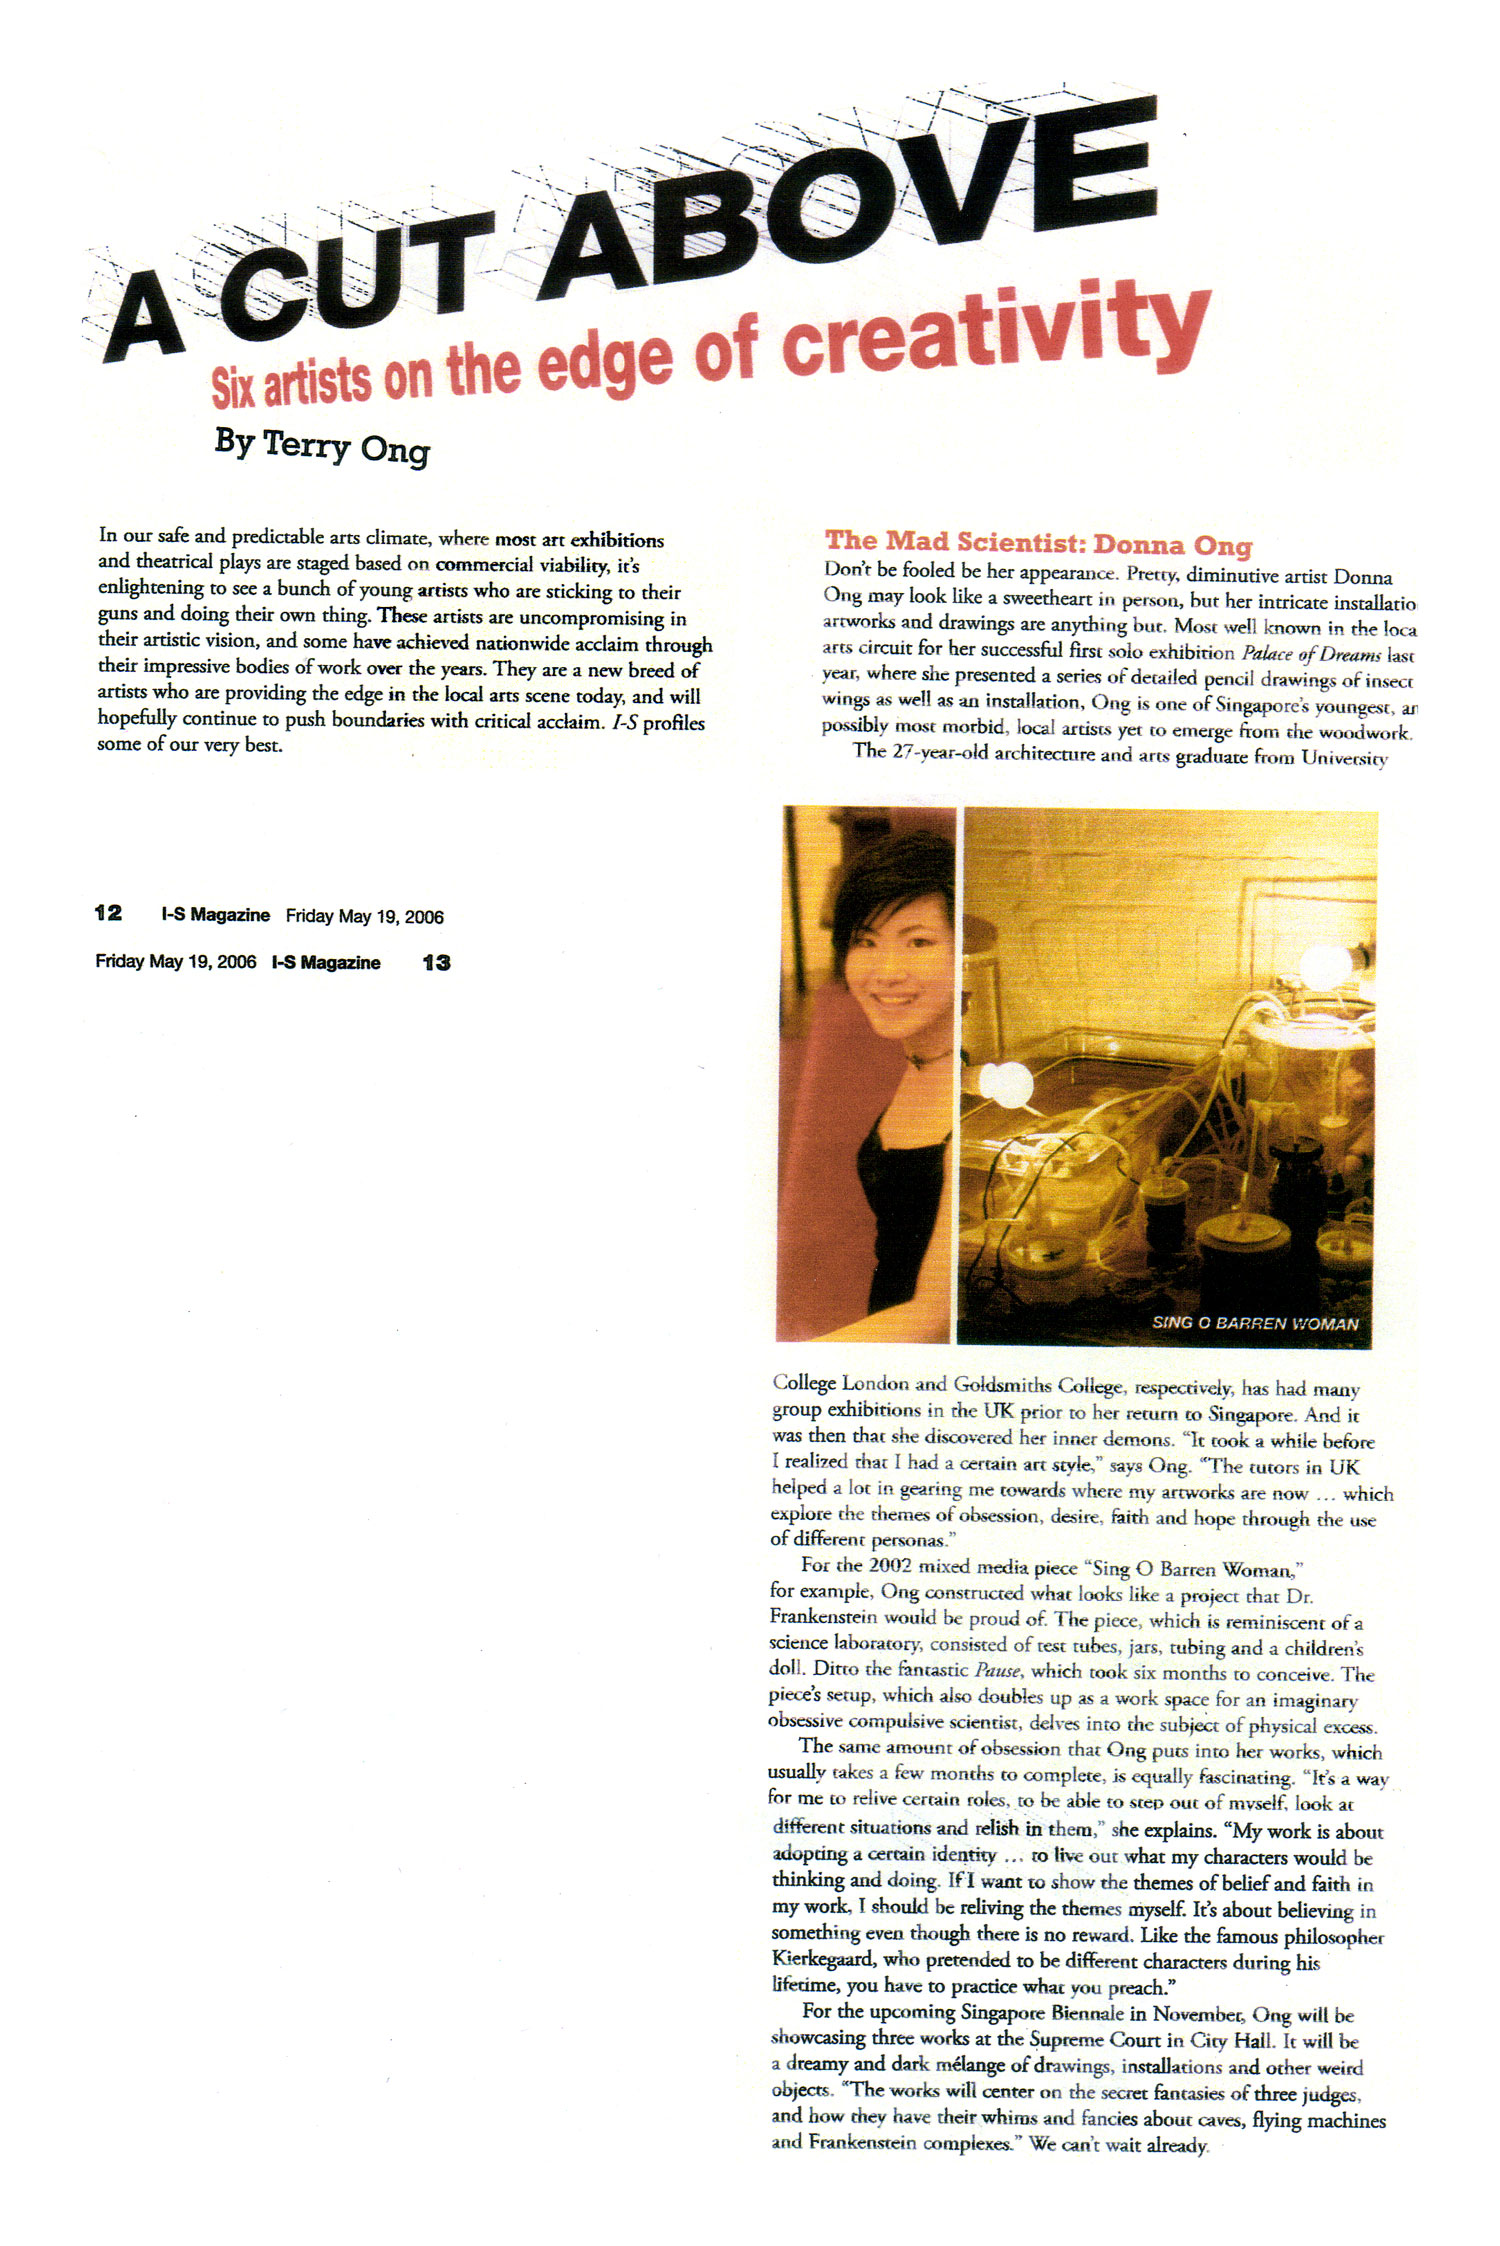 A CUT ABOVE
Six artists on the edge of creativity
By Terry Ong
In our safe and predictable arts climate, where most art exhibitions
and theatrical plays are staged based on commercial viability, it's
enlightening to see a bunch of young artists who are sticking to their
guns and doing their own thing. These artists are uncompromising in
their artistic vision, and some have achieved nationwide acclaim through
their impressive bodies of work over the years. They are a new breed of
artists who are providing the edge in the local arts scene today, and will
hopefully continue to push boundaries with critical acclaim. I-S profiles
some of our very best.
12 I-S Magazine Friday May 19, 2006
Friday May 19, 2006 I-S Magazine 13
The Mad Scientist: Donna Ong
Don't be fooled be her appearance. Pretty, diminutive artist Donna
Ong may look like a sweetheart in person, but her intricate installatio
artworks and drawings are anything but. Most well known in the loca
arts circuit for her successful first solo exhibition Palace of Dreams last
year, where she presented a series of detailed pencil drawings of insect
wings as well as an installation, Ong is one of Singapore's youngest, an
possibly most morbid, local artists yet to emerge from the woodwork.
The 27-year-old architecture and arts graduate from University
SING O BARREN WOMAN
College London and Goldsmiths College, respectively, has had many
group exhibitions in the UK prior to her return to Singapore. And it
was then that she discovered her inner demons. "It took a while before
I realized that I had a certain art style," says Ong. "The tutors in UK
helped a lot in gearing me towards where my artworks are now ... which
explore the themes of obsession, desire, faith and hope through the use
of different personas."
For the 2002 mixed media piece "Sing O Barren Woman,"
for example, Ong constructed what looks like a project that Dr.
Frankenstein would be proud of. The piece, which is reminiscent of a
science laboratory, consisted of test tubes, jars, tubing and a children's
doll. Ditto the fantastic Pause, which took six months to conceive. The
piece's setup, which also doubles up as a work space for an imaginary
obsessive compulsive scientist, delves into the subject of physical excess.
The same amount of obsession that Ong puts into her works, which
usually takes a few months to complete, is equally fascinating. "It's a way
for me to relive certain roles, to be able to step out of myself, look at
different situations and relish in them," she explains. "My work is about
adopting a certain identity ... to live out what my characters would be
thinking and doing. If I want to show the themes of belief and faith in
my work, I should be reliving the themes myself. It's about believing in
something even though there is no reward. Like the famous philosopher
Kierkegaard, who pretended to be different characters during his
lifetime, you have to practice what you preach."
For the upcoming Singapore Biennale in November, Ong will be
showcasing three works at the Supreme Court in City Hall. It will be
a dreamy and dark mélange of drawings, installations and other weird
objects. "The works will center on the secret fantasies of three judges,
and how they have their whims and fancies about caves, flying machines
and Frankenstein complexes." We can't wait already.